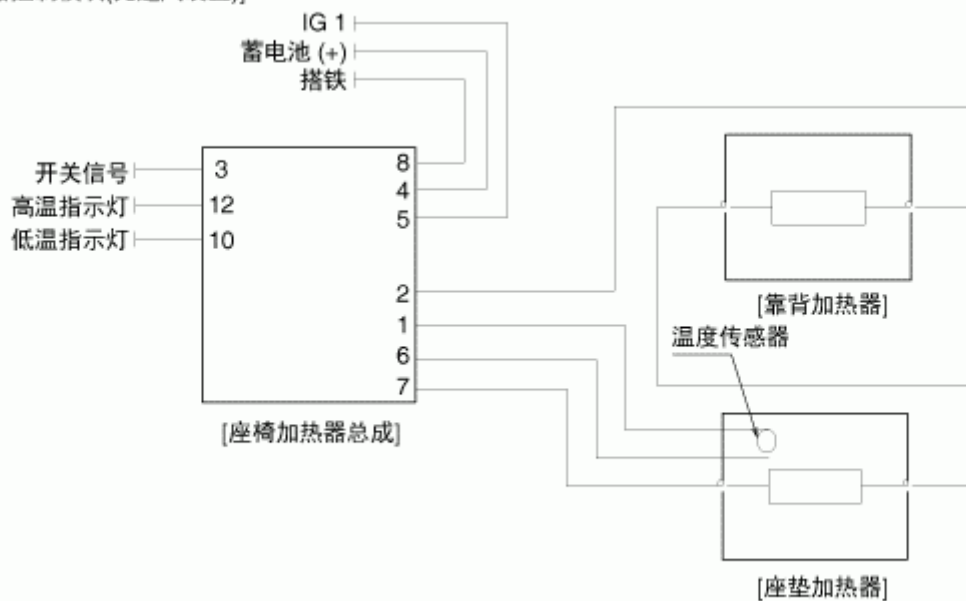 IG 1
蓄电池 (+)
搭铁
开关信号
高温指示灯
低温指示灯
3
12
10
8
4
5
2
1
6
7
[座椅加热器总成]
[靠背加热器]
温度传感器
[座垫加热器]